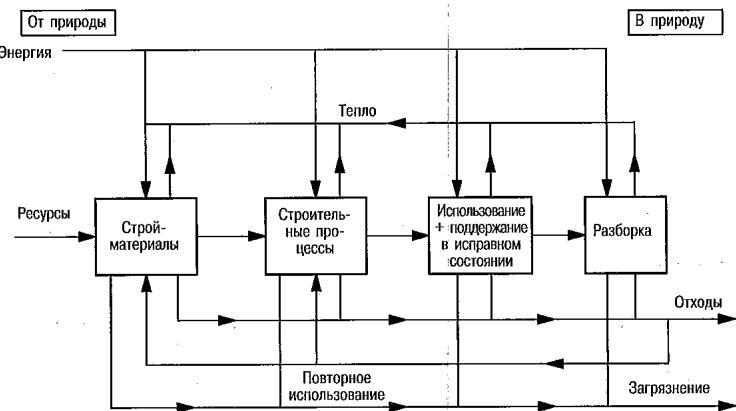 От природы
В природу
Энергия
Тепло
Ресурсы
Строй-
материалы
Строитель-
ные про-
цессы
Использование
+ поддержание
в исправном
состоянии
Разборка
Отходы
Повторное
использование
Загрязнение